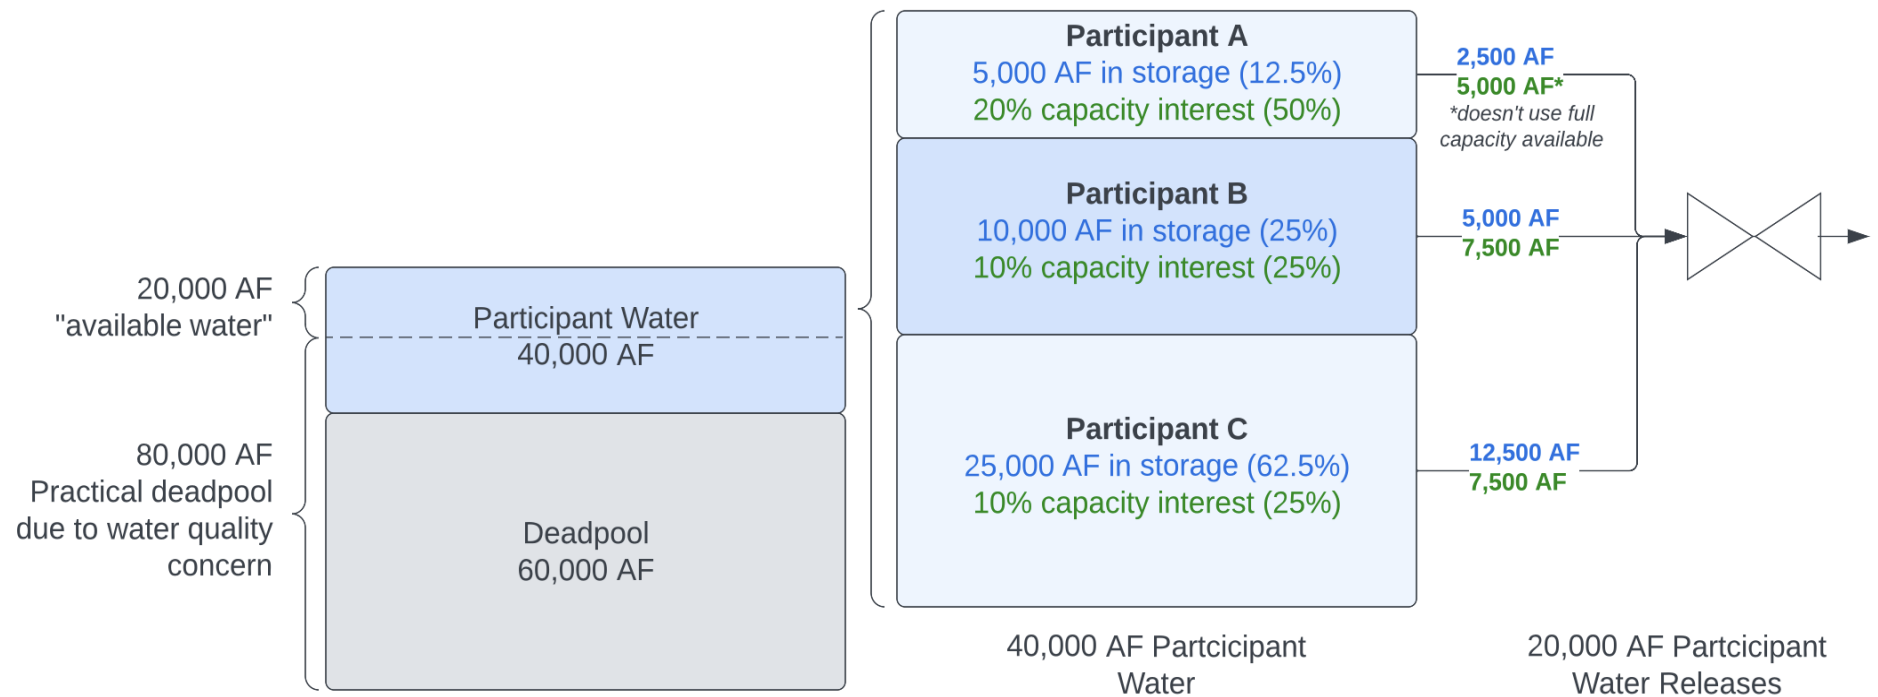 20,000 AF
"available water"
80,000 AF
Practical deadpool
due to water quality
concern
Participant Water
40,000 AF
Deadpool
60,000 AF
Participant A
5,000 AF in storage (12.5%)
20% capacity interest (50%)
Participant B
10,000 AF in storage (25%)
10% capacity interest (25%)
Participant C
25,000 AF in storage (62.5%)
10% capacity interest (25%)
40,000 AF Partcicipant
Water
2,500 AF
5,000 AF*
*doesn't use full
capacity available
5,000 AF
7,500 AF
12,500 AF
7,500 AF
20,000 AF Partcicipant
Water Releases